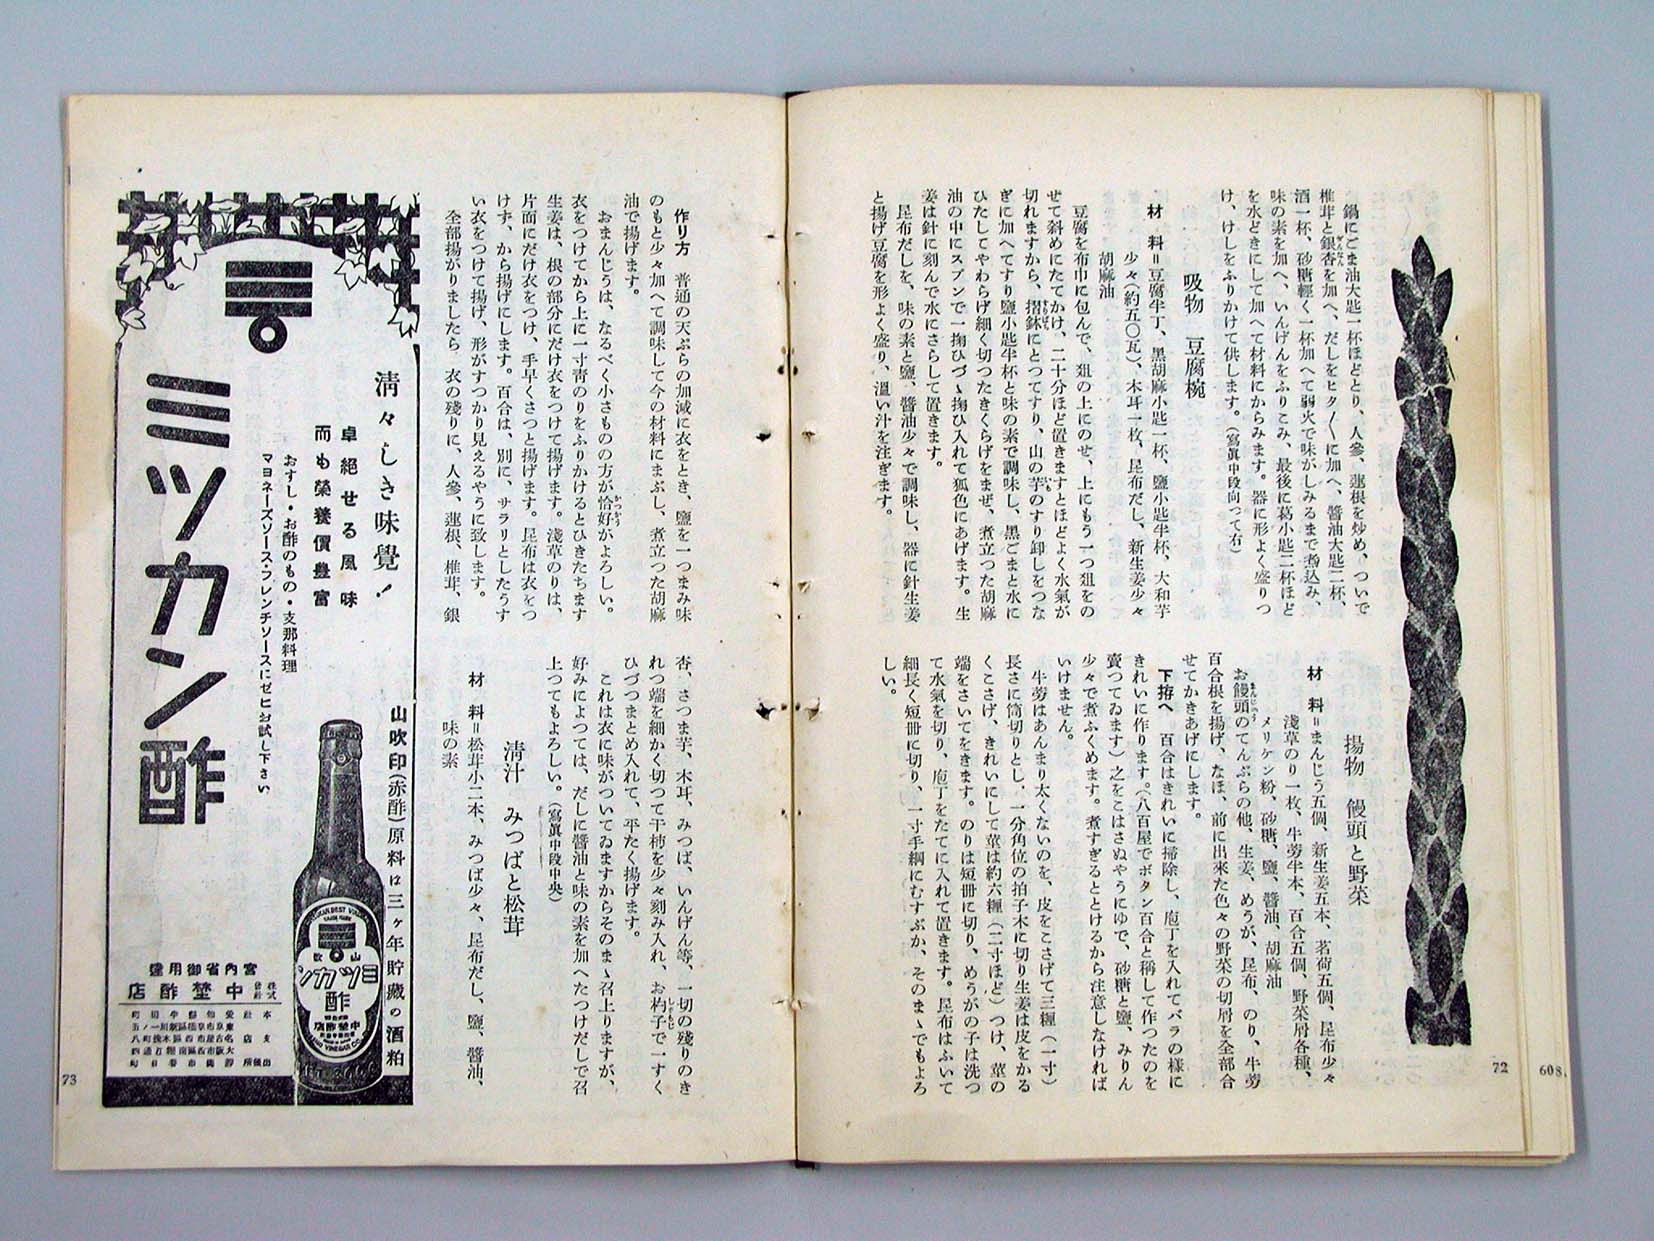 鍋にごま油大匙一杯ほどとり、人參、蓮根を炒め、ついで
椎茸と銀杏を加へ、だしをヒタ〱に加へ、醬油大匙二杯、
酒一杯、砂糖輕く一杯加へて弱火で味がしみるまで煮込み、
味の素を加へ、いんげんをふりこみ、最後に葛小匙二杯ほど
を水どきにして加へて材料にからみます。器に形よく盛りつ
け、けしをふりかけて供します。(寫眞中段向つて右)
吸物 豆腐椀
材 料＝豆腐半丁、黑胡麻小匙一杯、鹽小匙半杯、大和芋
少々(約五〇瓦)、木耳一枚、昆布だし、新生姜少々
胡麻油
豆腐を布巾に包んで、俎の上にのせ、上にもう一つ俎をの
せて斜めにたてかけ、二十分ほど置きますとほどよく水氣が
切れますから、摺鉢にとつてすり、山の芋のすり卸しをつな
ぎに加へてすり鹽小匙半杯と味の素で調味し、黑ごまと水に
ひたしてやわらげ細く切つたきくらげをまぜ、煮立つた胡麻
油の中にスプンで一掬ひづゝ掬ひ入れて狐色にあげます。生
姜は針に刻んで水にさらして置きます。
昆布だしを、味の素と鹽、醬油少々で調味し、器に針生姜
と揚げ豆腐を形よく盛り、溫い汁を注ぎます。
揚物 饅頭と野菜
材 料＝まんじう五個、新生姜五本、茗荷五個、昆布少々
淺草のり一枚、牛蒡半本、百合五個、野菜屑各種、
メリケン粉、砂糖、鹽、醬油、胡麻油
お饅頭のてんぷらの他、生姜、めうが、昆布、のり、牛蒡
百合根を揚げ、なほ、前に出來た色々の野菜の切屑を全部合
せてかきあげにします。
下拵へ 百合はきれいに掃除し、庖丁を入れてバラの樣に
きれいに作ります。(八百屋でボタン百合と稱して作つたのを
賣つてゐます)之をこはさぬやうにゆで、砂糖と鹽、みりん
少々で煮ふくめます。煮すぎるととけるから注意しなければ
いけません。
牛蒡はあんまり太くないのを、皮をこさげて三糎(一寸)
長さに筒切りとし、一分角位の拍子木に切り生姜は皮をかる
くこさげ、きれいにして莖は約六糎(二寸ほど)つけ、莖の
端をさいてをきます。のりは短冊に切り、めうがの子は洗つ
て水氣を切り、庖丁をたてに入れて置きます。昆布はふいて
細長く短冊に切り、一寸手綱にむすぶか、そのまゝでもよろ
しい。
72
608
作り方 普通の天ぷらの加減に衣をとき、鹽を一つまみ味
のもと少々加へて調味して今の材料にまぶし、煮立つた胡麻
油で揚げます。
おまんじうは、なるべく小さものの方が恰好がよろしい。
衣をつけてから上に一寸靑のりをふりかけるとひきたちます
生姜は、根の部分にだけ衣をつけて揚げます。淺草のりは、
片面にだけ衣をつけ、手早くさつと揚げます。昆布は衣をつ
けず、から揚げにします。百合は、別に、サラリとしたうす
い衣をつけて揚げ、形がすつかり見えるやうに致します。
全部揚がりましたら 衣の殘りに、人參、蓮根、椎茸、銀
杏、さつま芋、木耳、みつば、いんげん等、一切の殘りのき
れつ端を細かく切つて干柿を少々刻み入れ、お杓子で一すく
ひづつまとめ入れて、平たく揚げます。
これは衣に味がついてゐますからそのまゝ召上りますが、
好みによつては、だしに醬油と味の素を加へたつけだしで召
上つてもよろしい。(寫眞中段中央)
淸汁 みつばと松茸
材 料＝松茸小二本、みつば少々、昆布だし、鹽、醬油、
味の素
淸々しき味覺!
卓絕せる風味
而も榮養價豊富
おすし・お酢のもの・支那料理
マヨネーズソース・フレンチソースにゼヒお試し下さい
ミツカン酢
山吹印(赤酢)原料は三ヶ年貯藏の酒粕
山吹
ミツカン
酢
宮內省御用達
株式會社 中埜酢店
73